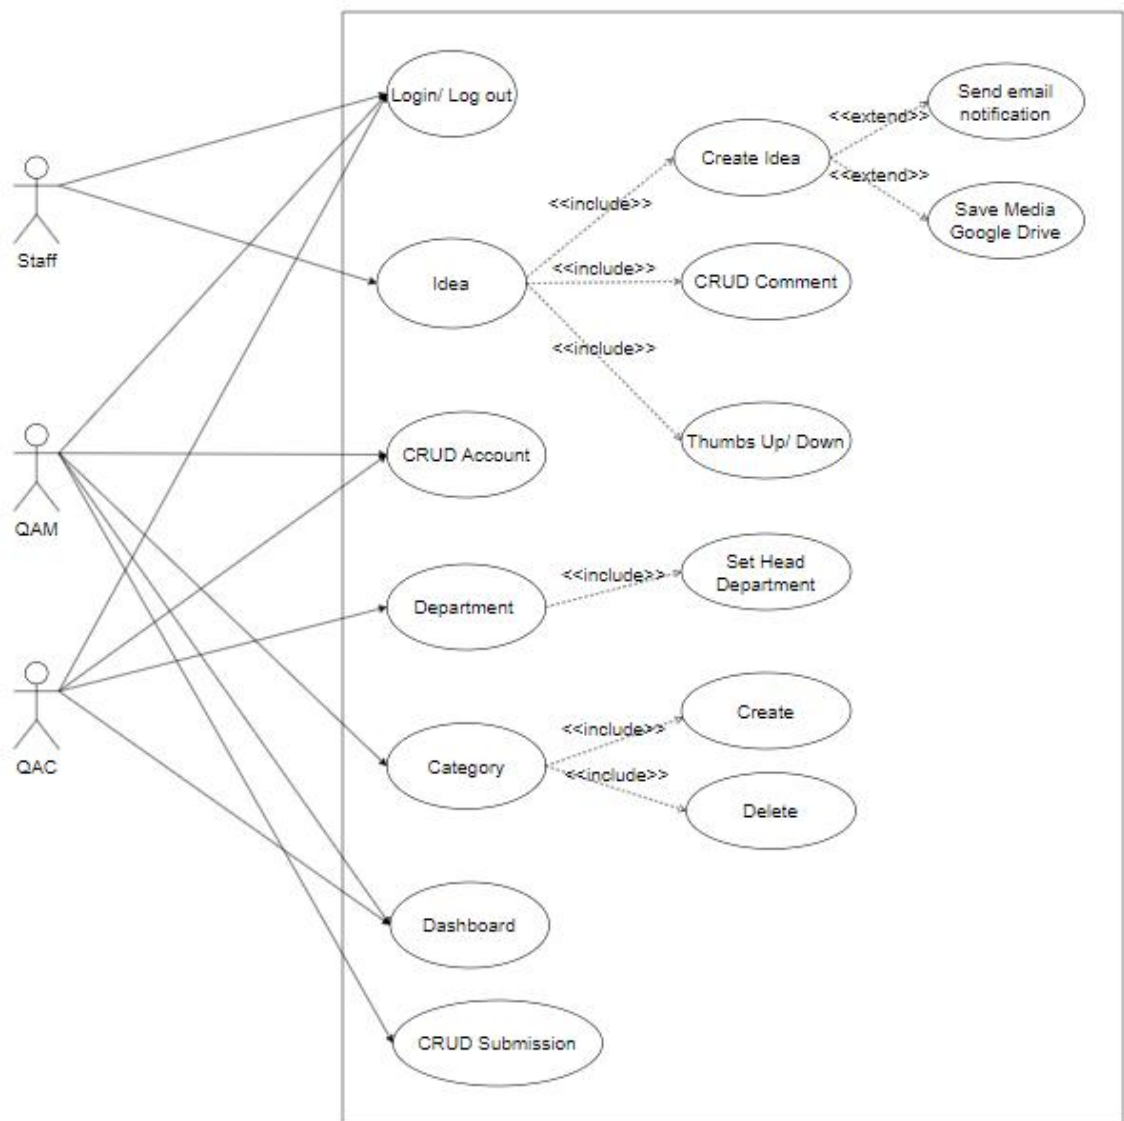 Login/ Log out
Send email
notification
<<extend>>
Create Idea
<<extend>>
Save Media
Google Drive
<<include>>
Staff
Idea
<<include>>
CRUD Comment
<<include>>
Thumbs Up/ Down
QAM
CRUD Account
Set Head
Department
<<include>>
Department
QAC
Create
<<include>>
Category
<<include>>
Delete
Dashboard
CRUD Submission